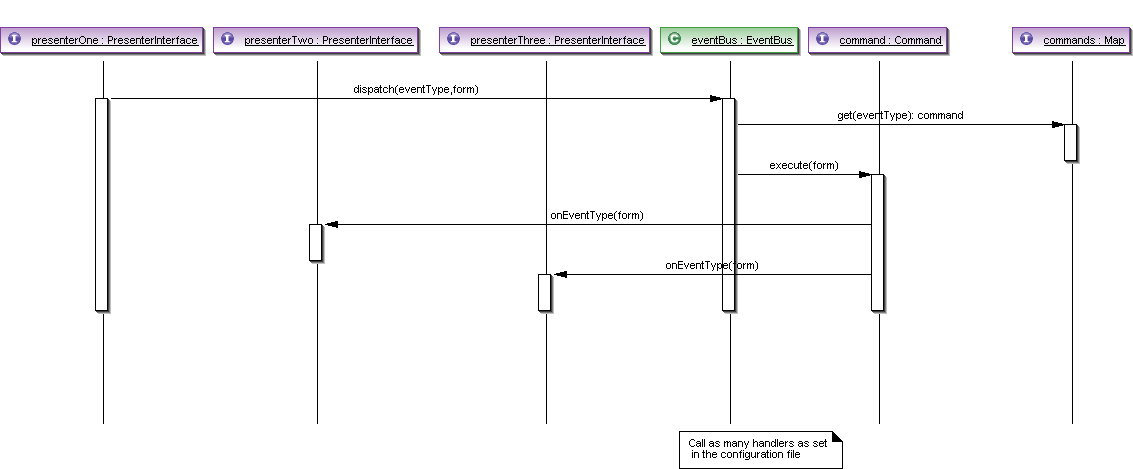 presenterOne : PresenterInterface
presenterTwo : PresenterInterface
presenterThree : PresenterInterface
eventBus : EventBus
command : Command
commands : Map
dispatch(eventType,form)
get(eventType): command
execute(form)
onEventType(form)
onEventType(form)
Call as many handlers as set
in the configuration file